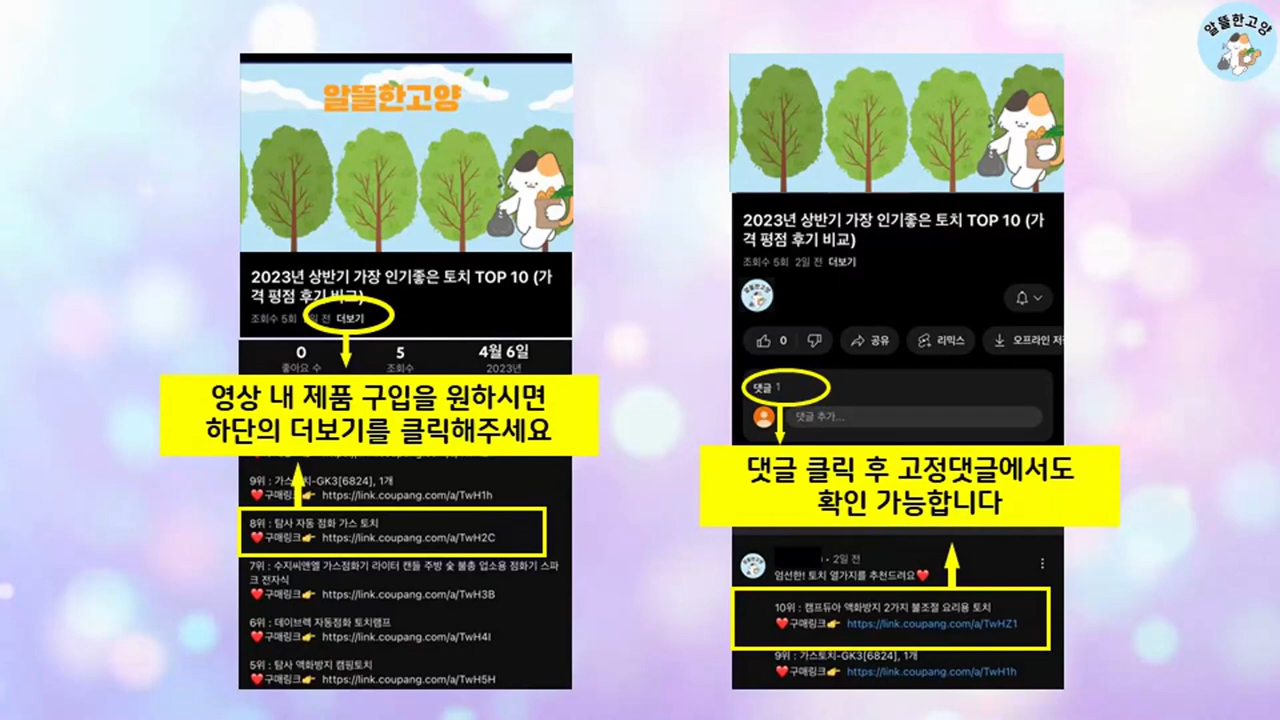 알뜰한고양
알뜰한고양
2023년 상반기 가장 인기좋은 토치 TOP 10 (가
격 평점 후기 비교)
조회수 5회 전 더보기
0
좋아요 수
5
조회수
4월 6일
2023년
영상 내 제품 구입을 원하시면
하단의 더보기를 클릭해주세요
9위 : 가스토치-GK3[6824], 1개
❤️구매링크👉 https://link.coupang.com/a/TwH1h
8위 : 탐사 자동 점화 가스 토치
❤️구매링크👉 https://link.coupang.com/a/TwH2C
7위 : 수지씨앤엘 가스점화기 라이터 캔들 주방 숯 불총 업소용 점화기 스파
크 전자식
❤️구매링크👉 https://link.coupang.com/a/TwH3B
6위 : 데이브렉 자동점화 토치램프
❤️구매링크👉 https://link.coupang.com/a/TwH4I
5위 : 탐사 액화방지 캠핑토치
❤️구매링크👉 https://link.coupang.com/a/TwH5H
2023년 상반기 가장 인기좋은 토치 TOP 10 (가
격 평점 후기 비교)
조회수 5회 2일 전 더보기
0
공유
리믹스
오프라인 저
댓글 1
댓글 추가...
댓글 클릭 후 고정댓글에서도
확인 가능합니다
• 2일 전
엄선한! 토치 열가지를 추천드려요❤️
10위 : 캠프듀아 액화방지 2가지 불조절 요리용 토치
❤️구매링크👉 https://link.coupang.com/a/TwHZ1
9위 : 가스토치-GK3[6824], 1개
❤️구매링크👉 https://link.coupang.com/a/TwH1h